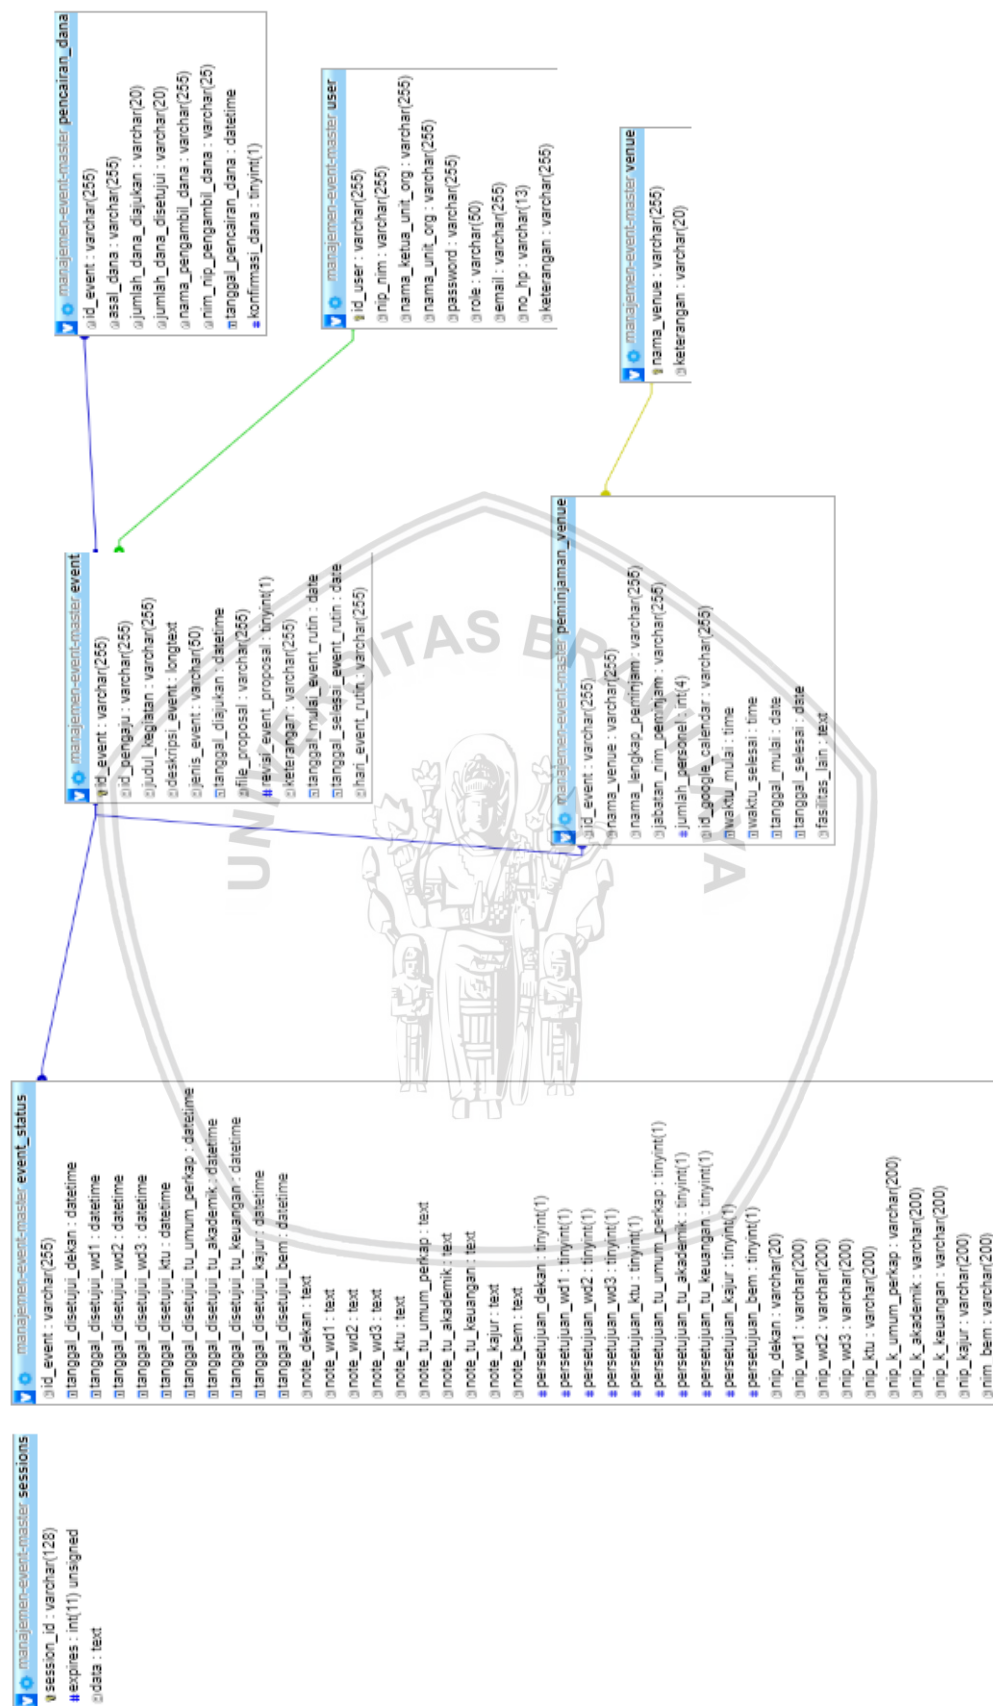 manajemen-event-master sessions
session_id : varchar(128)
expires : int(11) unsigned
data : text
manajemen-event-master event_status
id_event : varchar(255)
tanggal_disetujui_dekan : datetime
tanggal_disetujui_wd1 : datetime
tanggal_disetujui_wd2 : datetime
tanggal_disetujui_wd3 : datetime
tanggal_disetujui_ktu : datetime
tanggal_disetujui_tu_umum_perkap : datetime
tanggal_disetujui_tu_akademik : datetime
tanggal_disetujui_tu_keuangan : datetime
tanggal_disetujui_kajur : datetime
tanggal_disetujui_bem : datetime
note_dekan : text
note_wd1 : text
note_wd2 : text
note_wd3 : text
note_ktu : text
note_tu_umum_perkap : text
note_tu_akademik : text
note_tu_keuangan : text
note_kajur : text
note_bem : text
persetujuan_dekan : tinyint(1)
persetujuan_wd1 : tinyint(1)
persetujuan_wd2 : tinyint(1)
persetujuan_wd3 : tinyint(1)
persetujuan_ktu : tinyint(1)
persetujuan_tu_umum_perkap : tinyint(1)
persetujuan_tu_akademik : tinyint(1)
persetujuan_tu_keuangan : tinyint(1)
persetujuan_kajur : tinyint(1)
persetujuan_bem : tinyint(1)
nip_dekan : varchar(20)
nip_wd1 : varchar(200)
nip_wd2 : varchar(200)
nip_wd3 : varchar(200)
nip_ktu : varchar(200)
nip_k_umum_perkap : varchar(200)
nip_k_akademik : varchar(200)
nip_k_keuangan : varchar(200)
nip_kajur : varchar(200)
nim_bem : varchar(200)
manajemen-event-master event
id_event : varchar(255)
id_pengaju : varchar(255)
judul_kegiatan : varchar(255)
deskripsi_event : longtext
jenis_event : varchar(50)
tanggal_diajukan : datetime
file_proposal : varchar(255)
revisi_event_proposal : tinyint(1)
keterangan : varchar(255)
tanggal_mulai_event_rutin : date
tanggal_selesai_event_rutin : date
hari_event_rutin : varchar(255)
manajemen-event-master peminjaman_venue
id_event : varchar(255)
nama_venue : varchar(255)
nama_lengkap_peminjam : varchar(255)
jabatan_nim_peminjam : varchar(255)
jumlah_personel : int(4)
id_google_calendar : varchar(255)
waktu_mulai : time
waktu_selesai : time
tanggal_mulai : date
tanggal_selesai : date
fasilitas_lain : text
manajemen-event-master pencairan_dana
id_event : varchar(255)
asal_dana : varchar(255)
jumlah_dana_diajukan : varchar(20)
jumlah_dana_disetujui : varchar(20)
nama_pengambil_dana : varchar(255)
nim_nip_pengambil_dana : varchar(25)
tanggal_pencairan_dana : datetime
konfirmasi_dana : tinyint(1)
manajemen-event-master user
id_user : varchar(255)
nip_nim : varchar(255)
nama_ketua_unit_org : varchar(255)
nama_unit_org : varchar(255)
password : varchar(255)
role : varchar(50)
email : varchar(255)
no_hp : varchar(13)
keterangan : varchar(255)
manajemen-event-master venue
nama_venue : varchar(255)
keterangan : varchar(20)
UNIVERSITAS BRAWIJAYA